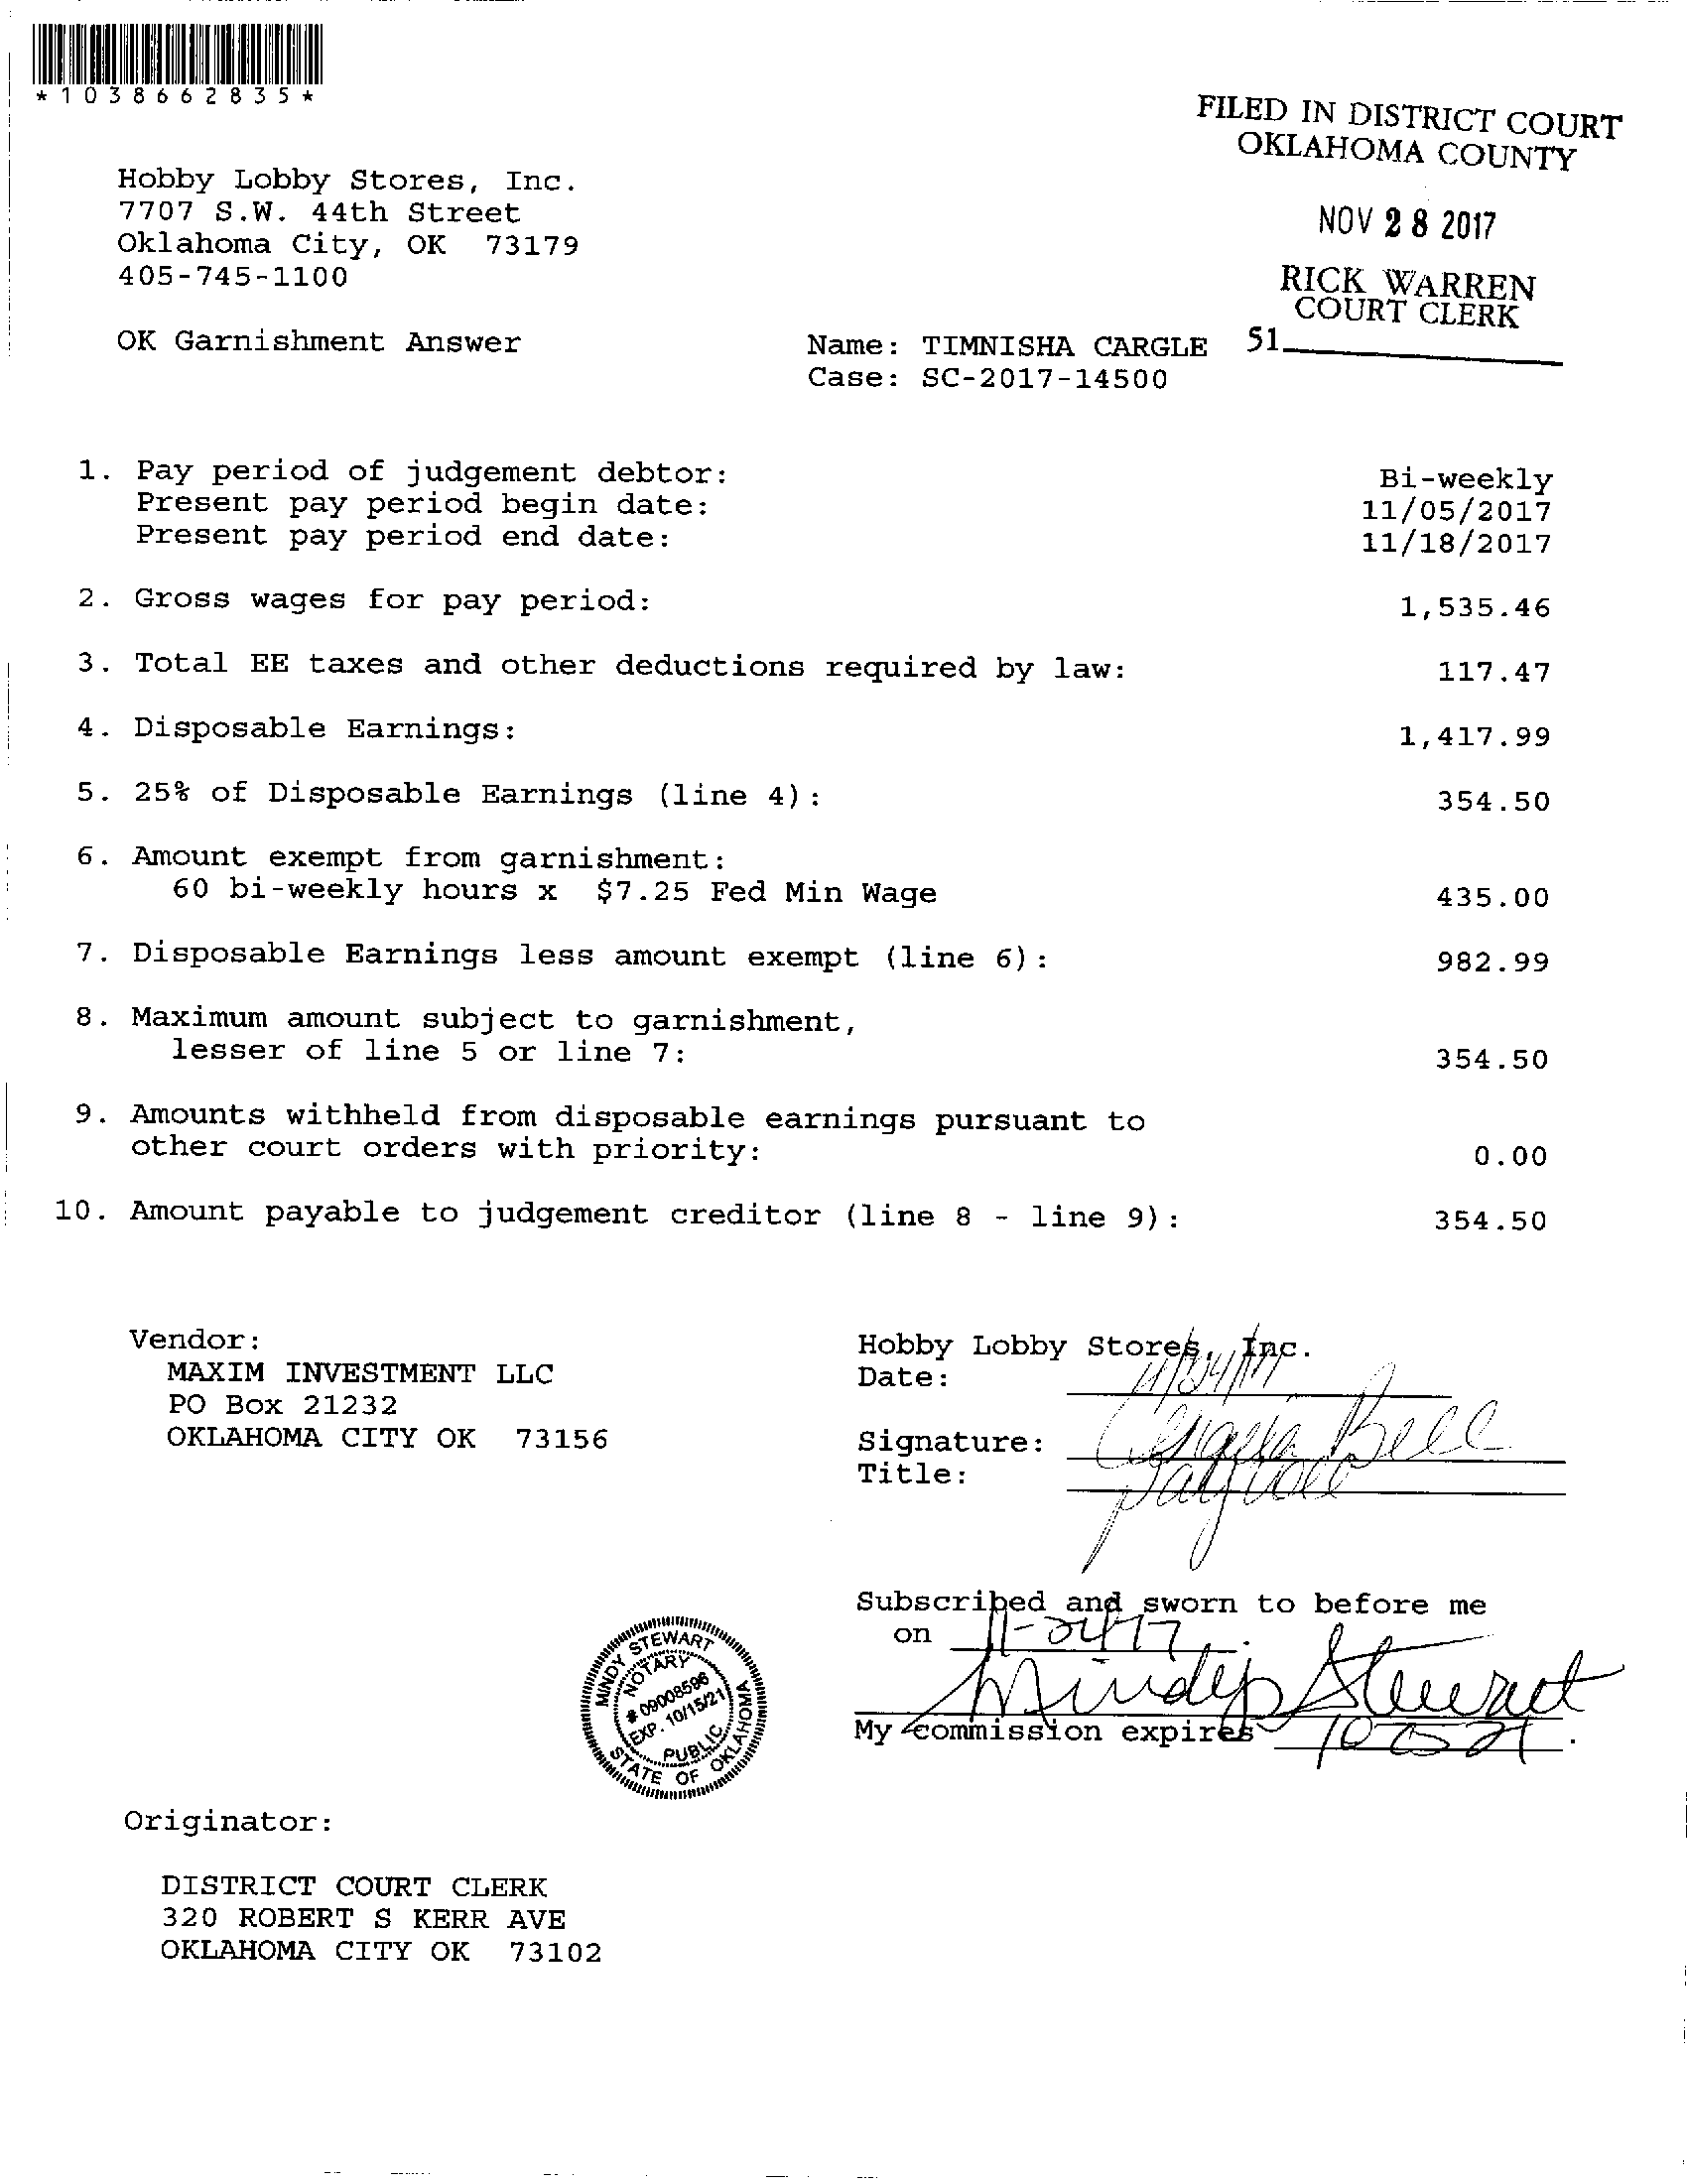 *1038662835*
FILED IN DISTRICT COURT
OKLAHOMA COUNTY
NOV 28 2017
RICK WARREN
COURT CLERK
51
Hobby Lobby Stores, Inc.
7707 S.W. 44th Street
Oklahoma City, OK 73179
405-745-1100
OK Garnishment Answer
Name: TIMNISHA CARGLE
Case: SC-2017-14500
1. Pay period of judgement debtor: Bi-weekly
Present pay period begin date: 11/05/2017
Present pay period end date: 11/18/2017
2. Gross wages for pay period: 1,535.46
3. Total EE taxes and other deductions required by law: 117.47
4. Disposable Earnings: 1,417.99
5. 25% of Disposable Earnings (line 4): 354.50
6. Amount exempt from garnishment:
60 bi-weekly hours x $7.25 Fed Min Wage 435.00
7. Disposable Earnings less amount exempt (line 6): 982.99
8. Maximum amount subject to garnishment,
lesser of line 5 or line 7: 354.50
9. Amounts withheld from disposable earnings pursuant to
other court orders with priority: 0.00
10. Amount payable to judgement creditor (line 8 - line 9): 354.50
Vendor:
MAXIM INVESTMENT LLC
PO Box 21232
OKLAHOMA CITY OK 73156
Hobby Lobby Stores, Inc.
Date:
Signature: Bell
Title: payroll
Subscribed and sworn to before me
on
Mindy Stewart
My commission expires
MINDY STEWART
NOTARY
# 09008596
EXP. 10/15/21
PUBLIC
STATE OF OKLAHOMA
Originator:
DISTRICT COURT CLERK
320 ROBERT S KERR AVE
OKLAHOMA CITY OK 73102